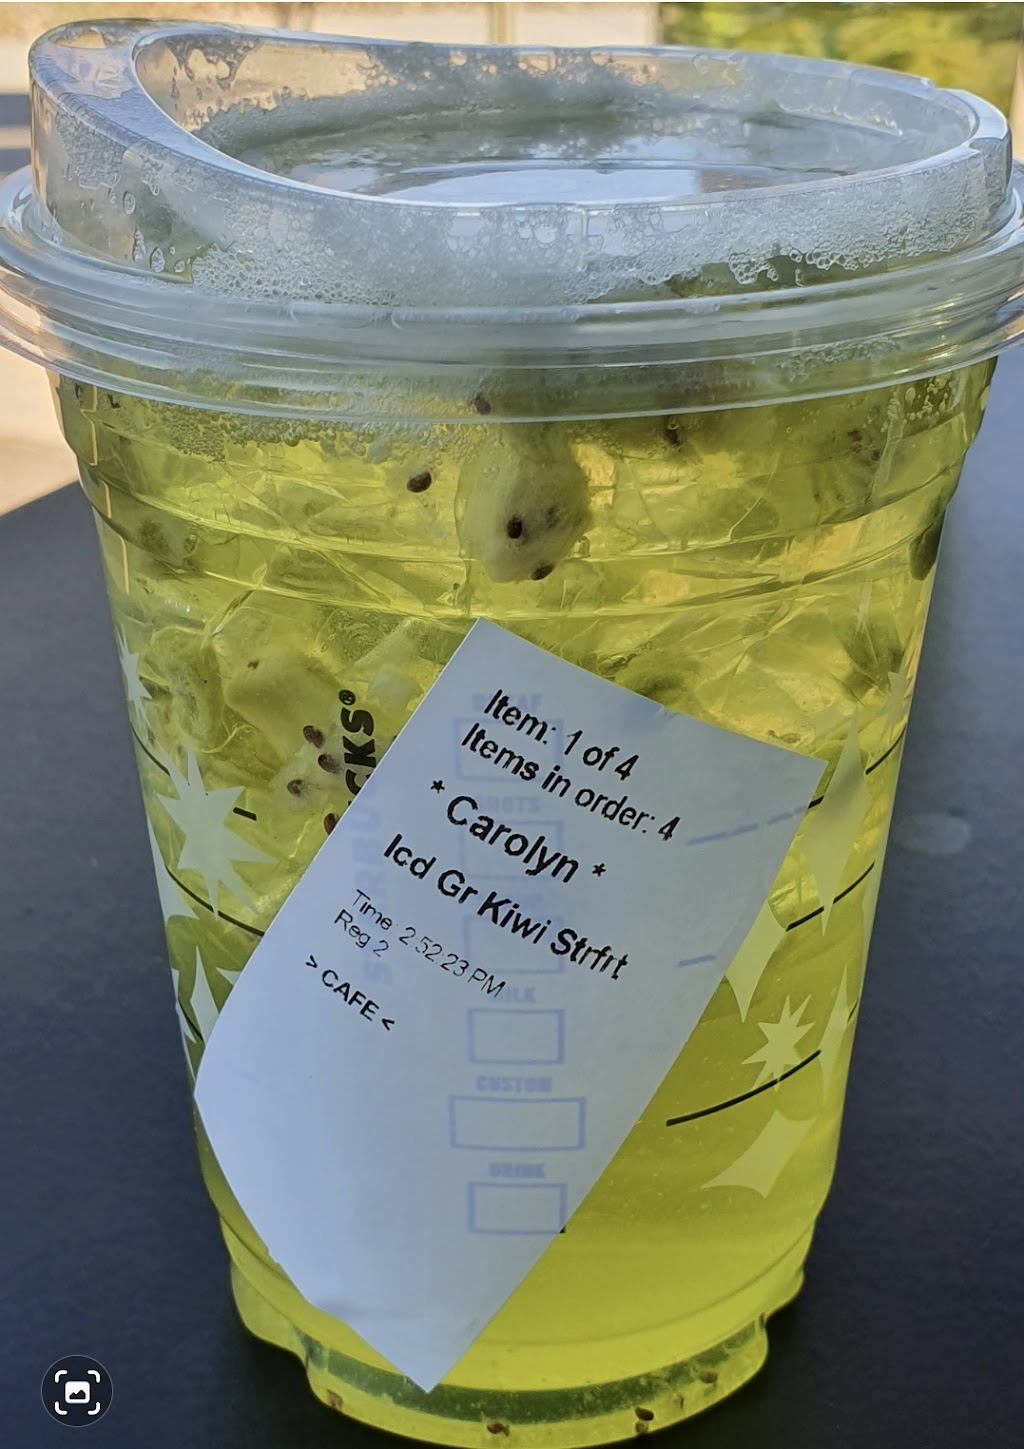 Item: 1 of 4
Items in order: 4
* Carolyn *
Icd Gr Kiwi Strfrt
Time: 2:52:23 PM
Reg 2
> CAFE <
CKS®
MILK
CUSTOM
DRINK